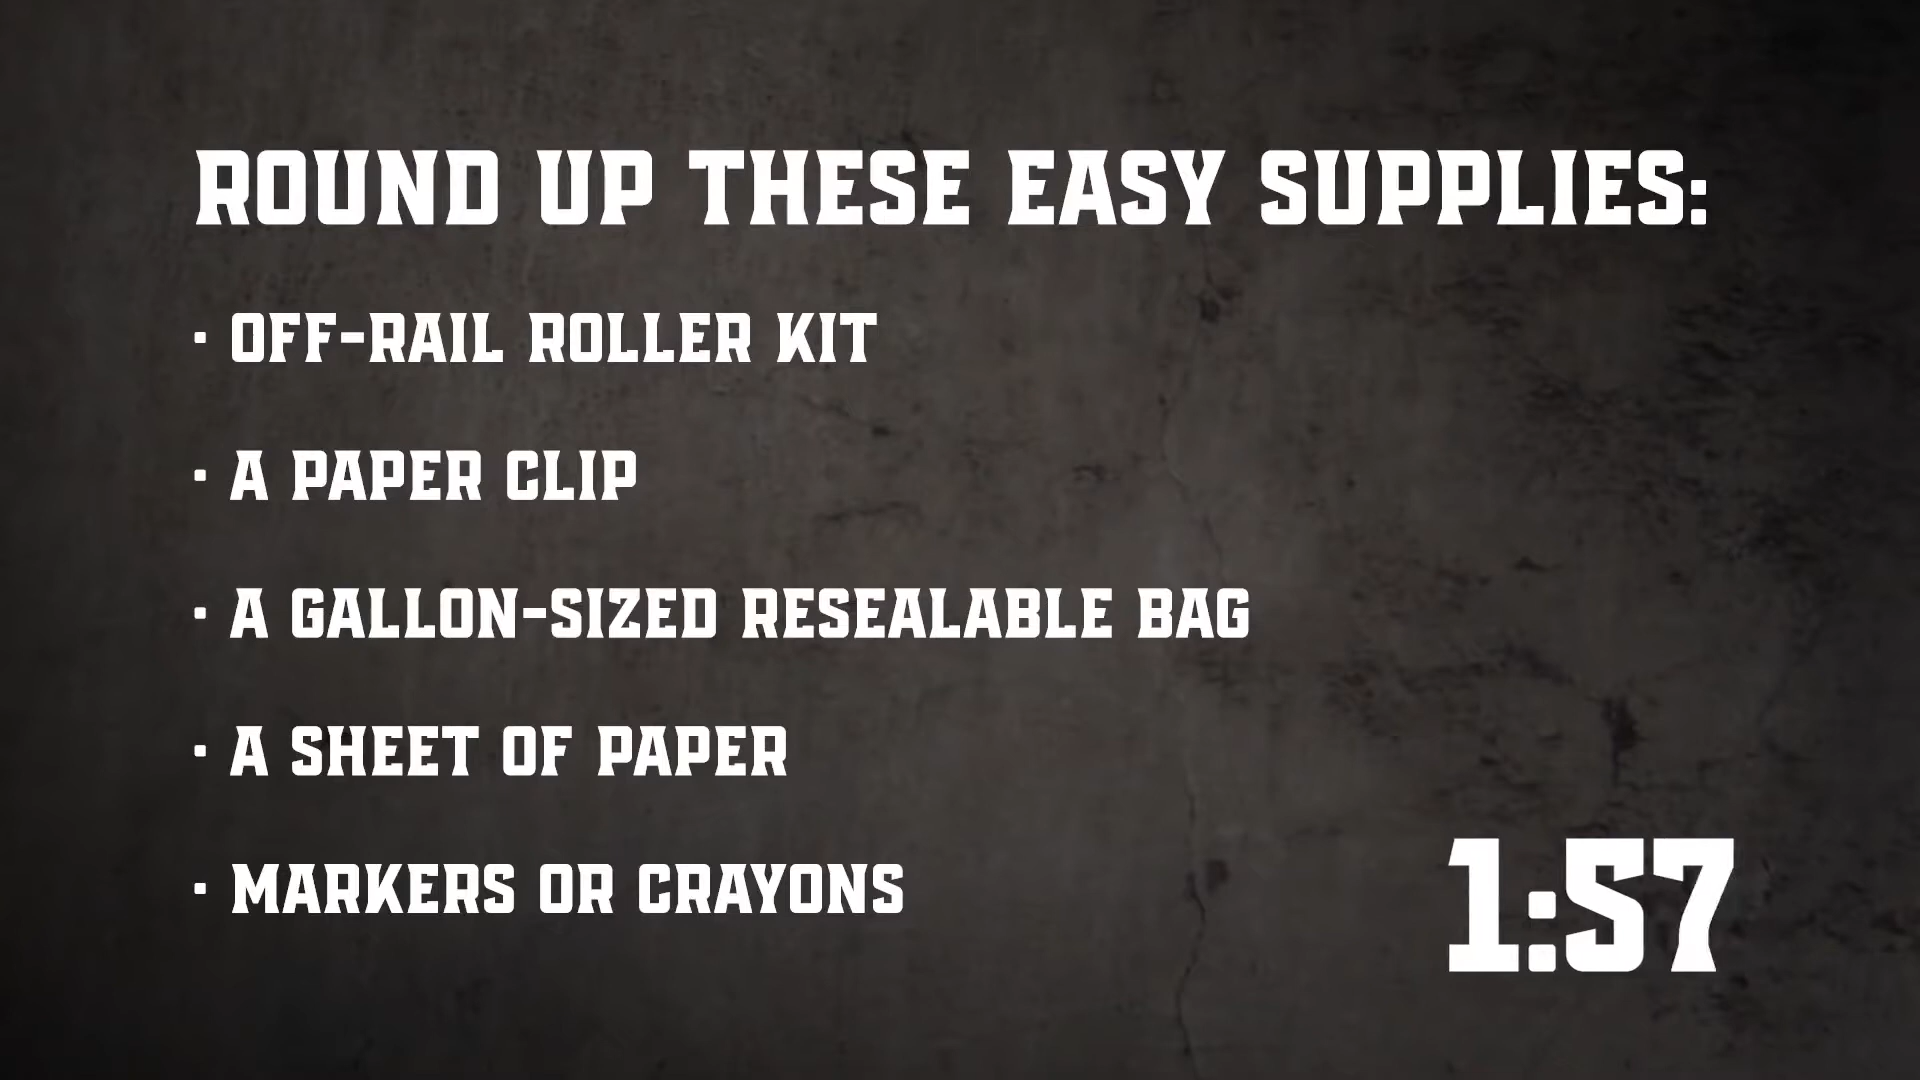 ROUND UP THESE EASY SUPPLIES:
· OFF-RAIL ROLLER KIT
· A PAPER CLIP
· A GALLON-SIZED RESEALABLE BAG
· A SHEET OF PAPER
· MARKERS OR CRAYONS
1:57